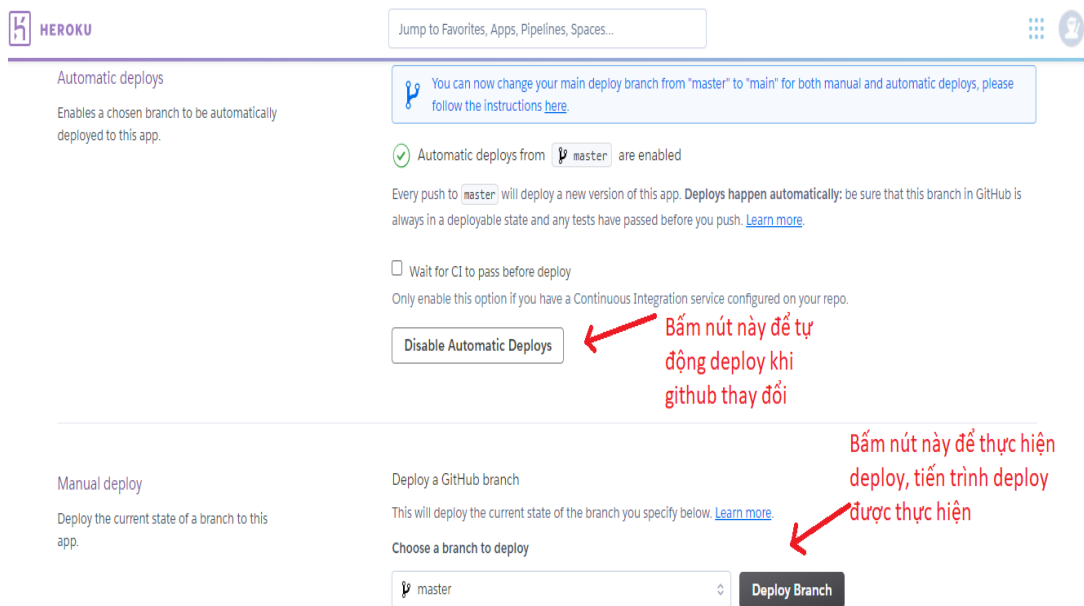 HEROKU
Jump to Favorites, Apps, Pipelines, Spaces...
Automatic deploys
Enables a chosen branch to be automatically
deployed to this app.
You can now change your main deploy branch from "master" to "main" for both manual and automatic deploys, please
follow the instructions here.
Automatic deploys from master are enabled
Every push to master will deploy a new version of this app. Deploys happen automatically: be sure that this branch in GitHub is
always in a deployable state and any tests have passed before you push. Learn more.
Wait for CI to pass before deploy
Only enable this option if you have a Continuous Integration service configured on your repo.
Disable Automatic Deploys
Bấm nút này để tự
động deploy khi
github thay đổi
Manual deploy
Deploy the current state of a branch to this
app.
Deploy a GitHub branch
This will deploy the current state of the branch you specify below. Learn more.
Choose a branch to deploy
master
Deploy Branch
Bấm nút này để thực hiện
deploy, tiến trình deploy
được thực hiện